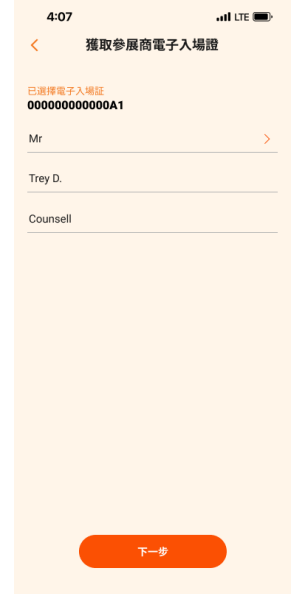 4:07
LTE
獲取參展商電子入場證
已選擇電子入場証
000000000000A1
Mr
Trey D.
Counsell
下一步